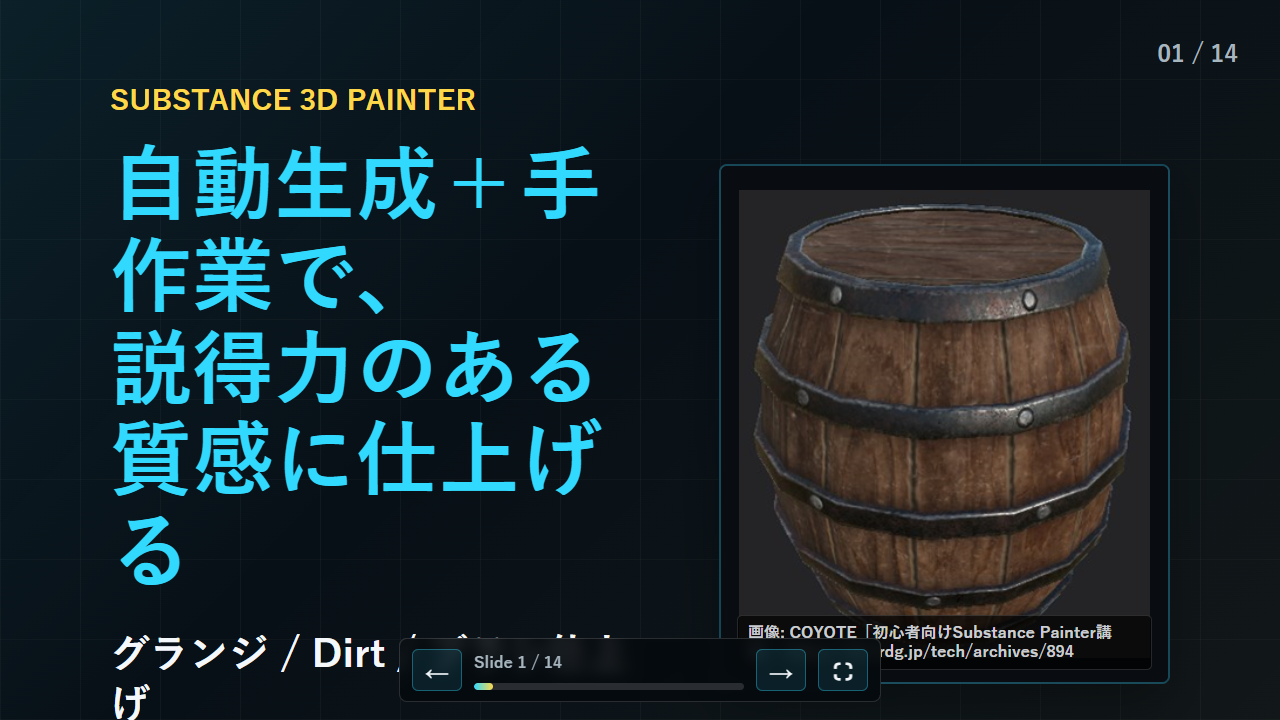 01 / 14
SUBSTANCE 3D PAINTER
自動生成＋手
作業で、
説得力のある
質感に仕上げ
る
グランジ / Dirt /
げ
画像: COYOTE「初心者向けSubstance Painter講
rdg.jp/tech/archives/894
←
Slide 1 / 14
→